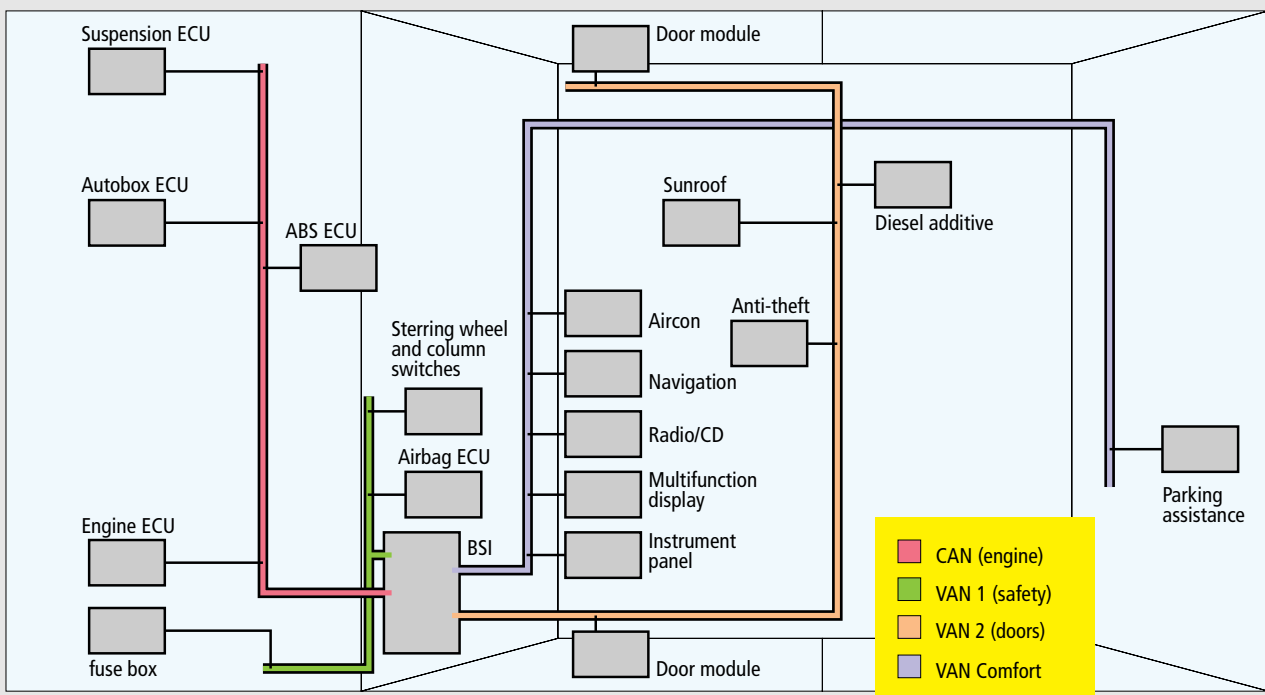 Suspension ECU
Door module
Autobox ECU
Sunroof
Diesel additive
ABS ECU
Aircon
Anti-theft
Sterring wheel
and column
switches
Navigation
Radio/CD
Airbag ECU
Multifunction
display
Parking
assistance
Engine ECU
BSI
Instrument
panel
fuse box
Door module
CAN (engine)
VAN 1 (safety)
VAN 2 (doors)
VAN Comfort